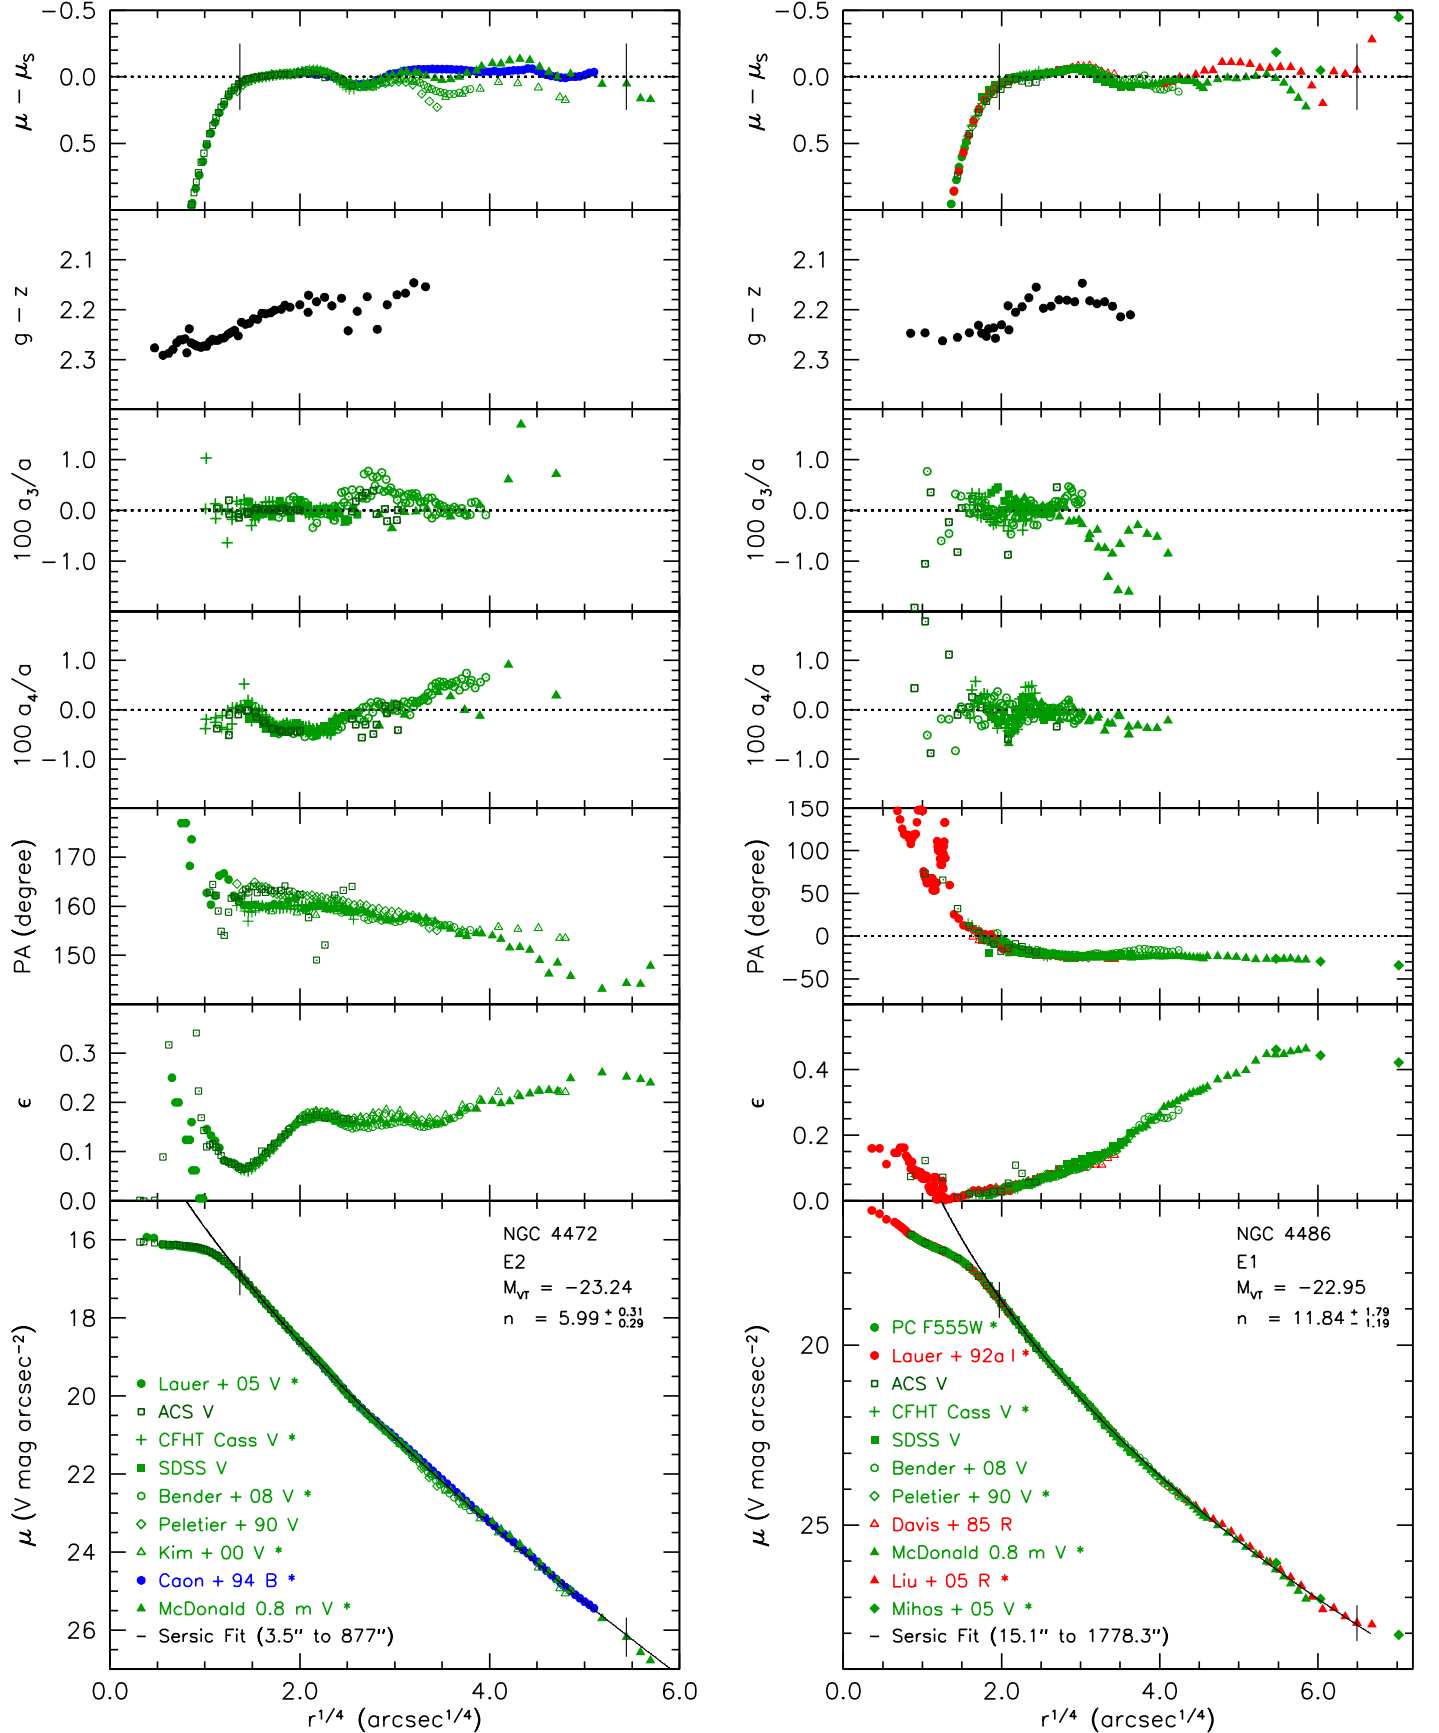 −0.5
0.0
0.5
μ − μS
2.1
2.2
2.3
g − z
1.0
0.0
−1.0
100 a3/a
1.0
0.0
−1.0
100 a4/a
170
160
150
PA (degree)
0.3
0.2
0.1
0.0
ϵ
16
18
20
22
24
26
μ (V mag arcsec−2)
NGC 4472
E2
MVT = −23.24
n = 5.99 + 0.31 − 0.29
Lauer + 05 V *
ACS V
CFHT Cass V *
SDSS V
Bender + 08 V *
Peletier + 90 V
Kim + 00 V *
Caon + 94 B *
McDonald 0.8 m V *
− Sersic Fit (3.5″ to 877″)
0.0 2.0 4.0 6.0
r1/4 (arcsec1/4)
−0.5
0.0
0.5
μ − μS
2.1
2.2
2.3
g − z
1.0
0.0
−1.0
100 a3/a
1.0
0.0
−1.0
100 a4/a
150
100
50
0
−50
PA (degree)
0.4
0.2
0.0
ϵ
20
25
μ (V mag arcsec−2)
NGC 4486
E1
MVT = −22.95
n = 11.84 + 1.79 − 1.19
PC F555W *
Lauer + 92a I *
ACS V
CFHT Cass V *
SDSS V
Bender + 08 V
Peletier + 90 V *
Davis + 85 R
McDonald 0.8 m V *
Liu + 05 R *
Mihos + 05 V *
− Sersic Fit (15.1″ to 1778.3″)
0.0 2.0 4.0 6.0
r1/4 (arcsec1/4)